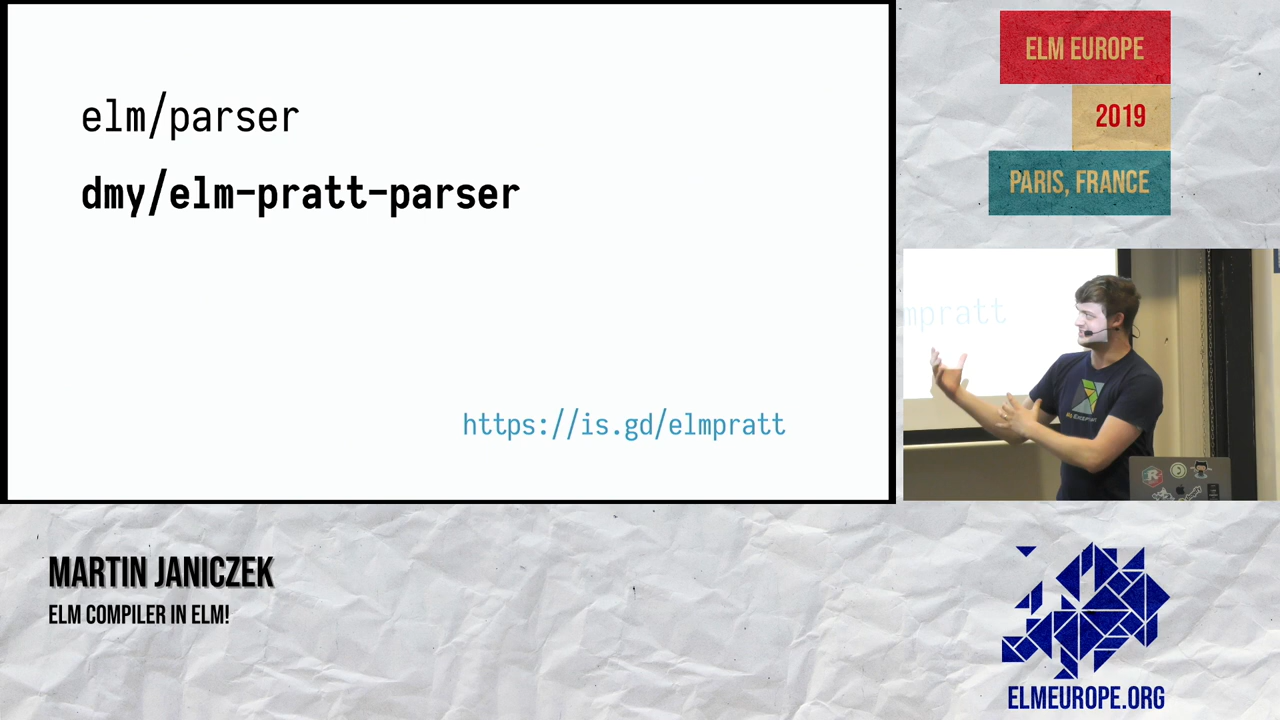 elm/parser
dmy/elm-pratt-parser
https://is.gd/elmpratt
ELM EUROPE
2019
PARIS, FRANCE
mpratt
MARTIN JANICZEK
ELM COMPILER IN ELM!
ELMEUROPE.ORG